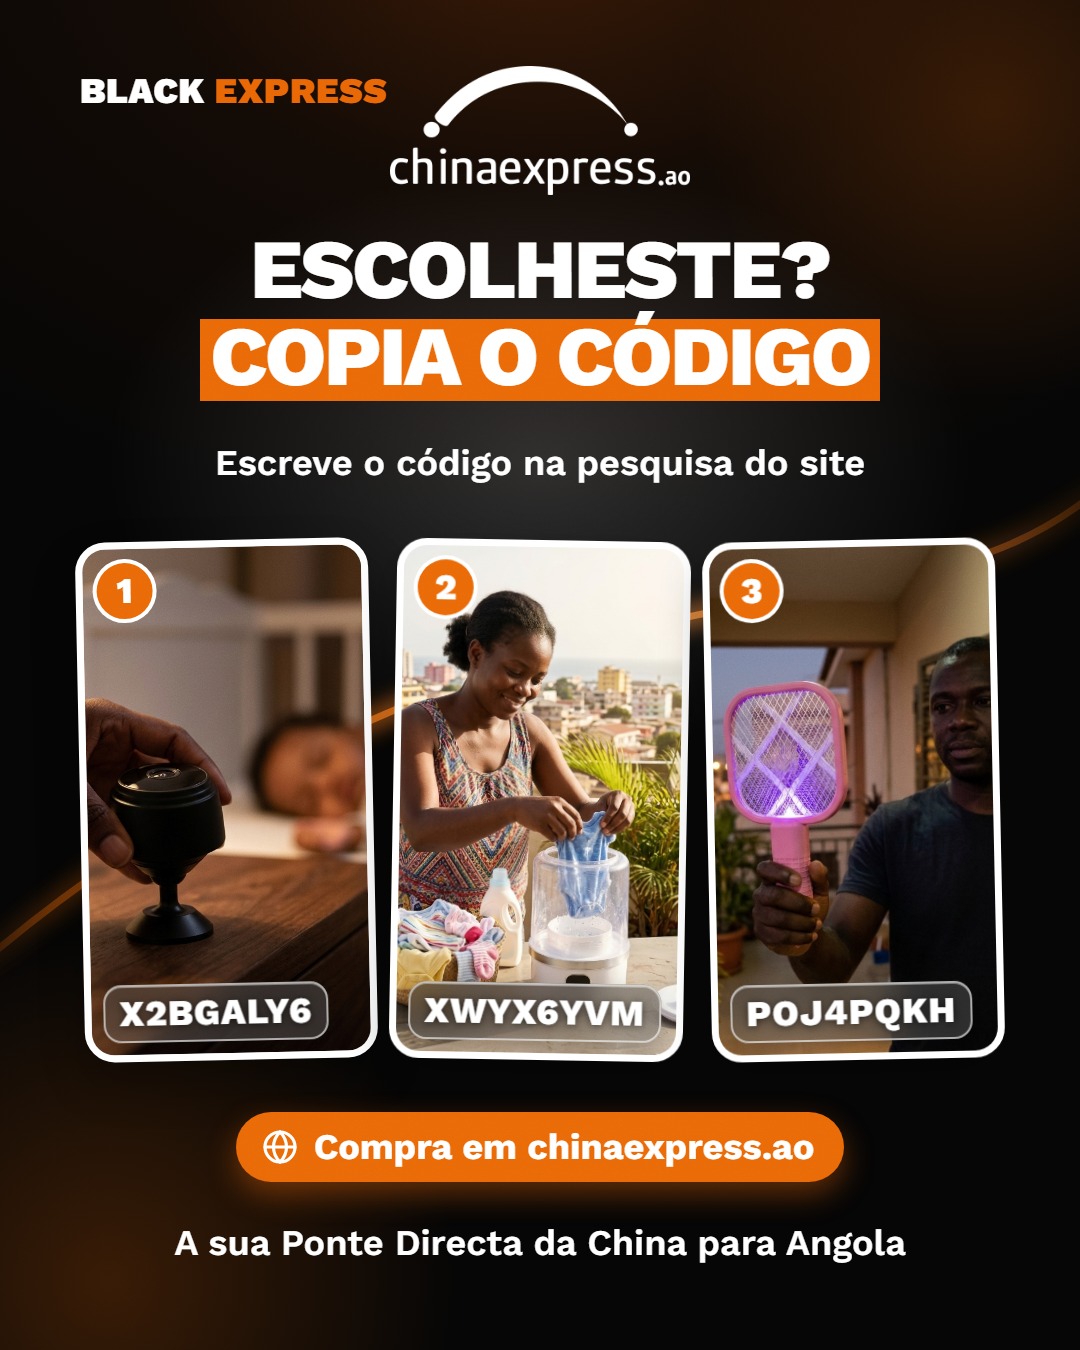 BLACK EXPRESS
chinaexpress.ao
ESCOLHESTE?
COPIA O CÓDIGO
Escreve o código na pesquisa do site
1
2
3
X2BGALY6
XWYX6YVM
POJ4PQKH
Compra em chinaexpress.ao
A sua Ponte Directa da China para Angola